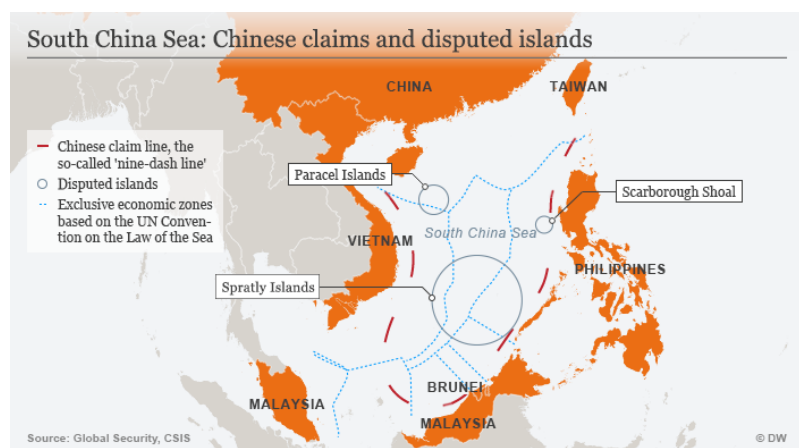 South China Sea: Chinese claims and disputed islands
CHINA
TAIWAN
Chinese claim line, the
so-called 'nine-dash line'
Disputed islands
Exclusive economic zones
based on the UN Conven-
tion on the Law of the Sea
Paracel Islands
Scarborough Shoal
South China Sea
VIETNAM
PHILIPPINES
Spratly Islands
BRUNEI
MALAYSIA
MALAYSIA
Source: Global Security, CSIS
© DW